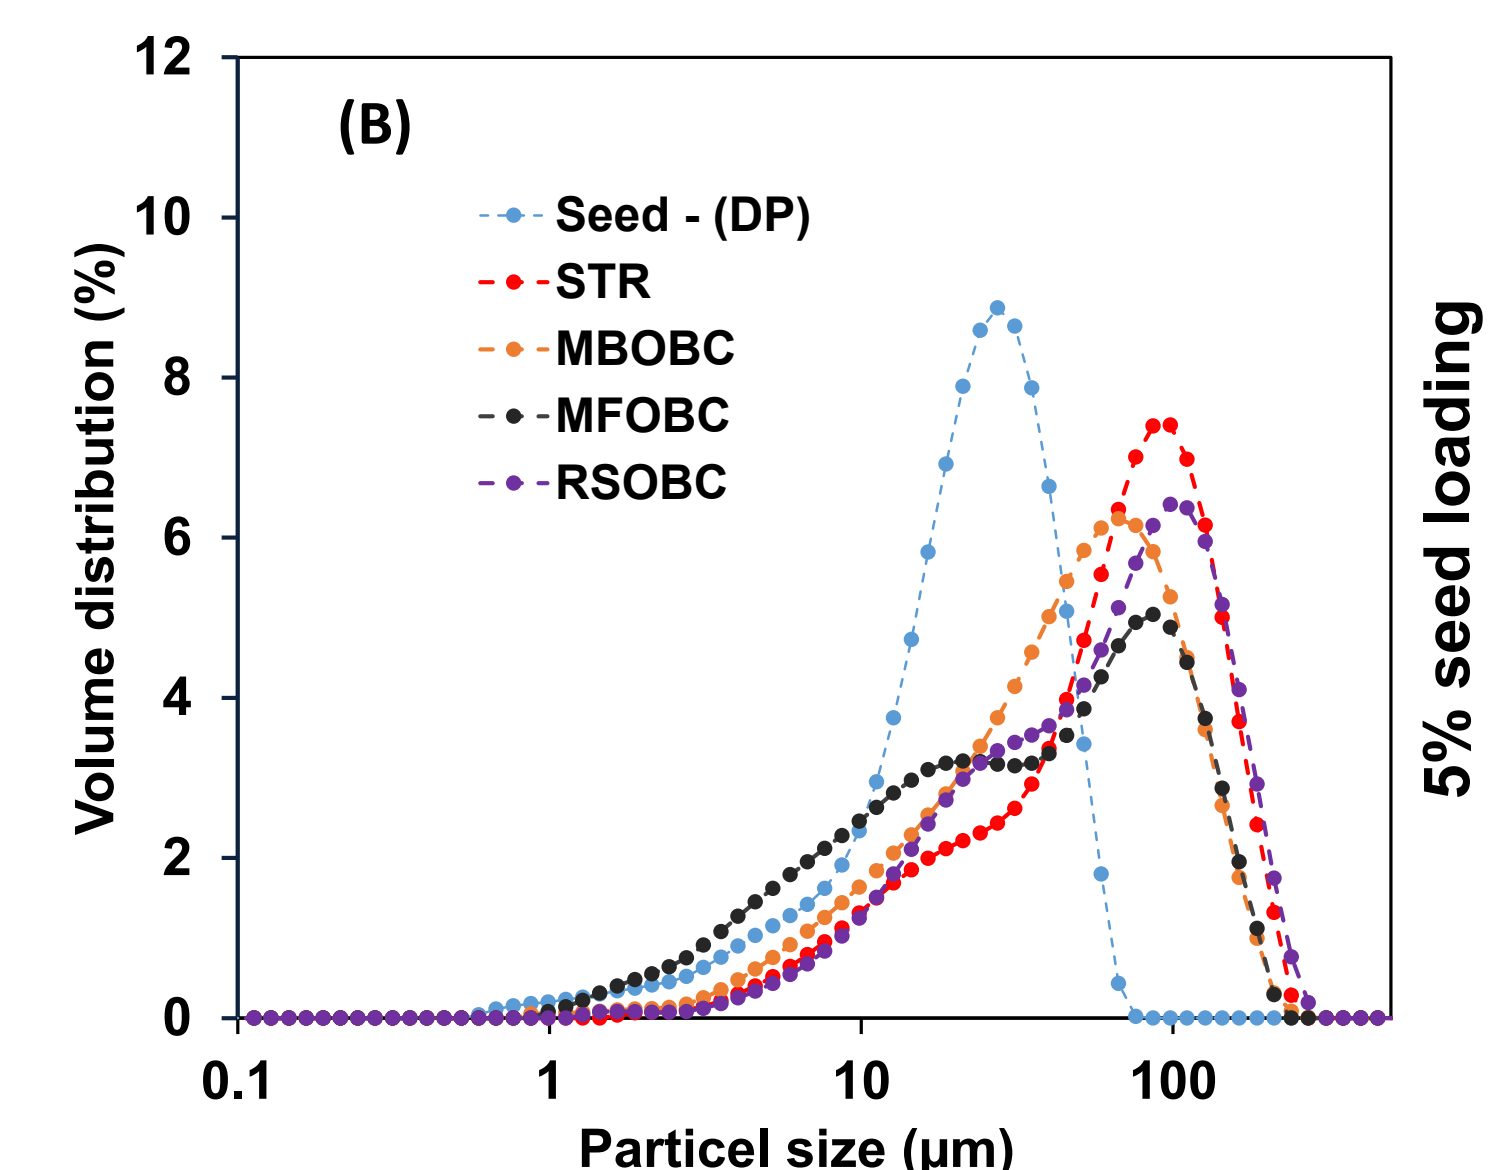 12
(B)
10
Seed - (DP)
STR
MBOBC
MFOBC
RSOBC
8
6
4
2
0
Volume distribution (%)
5% seed loading
0.1
1
10
100
Particel size (µm)